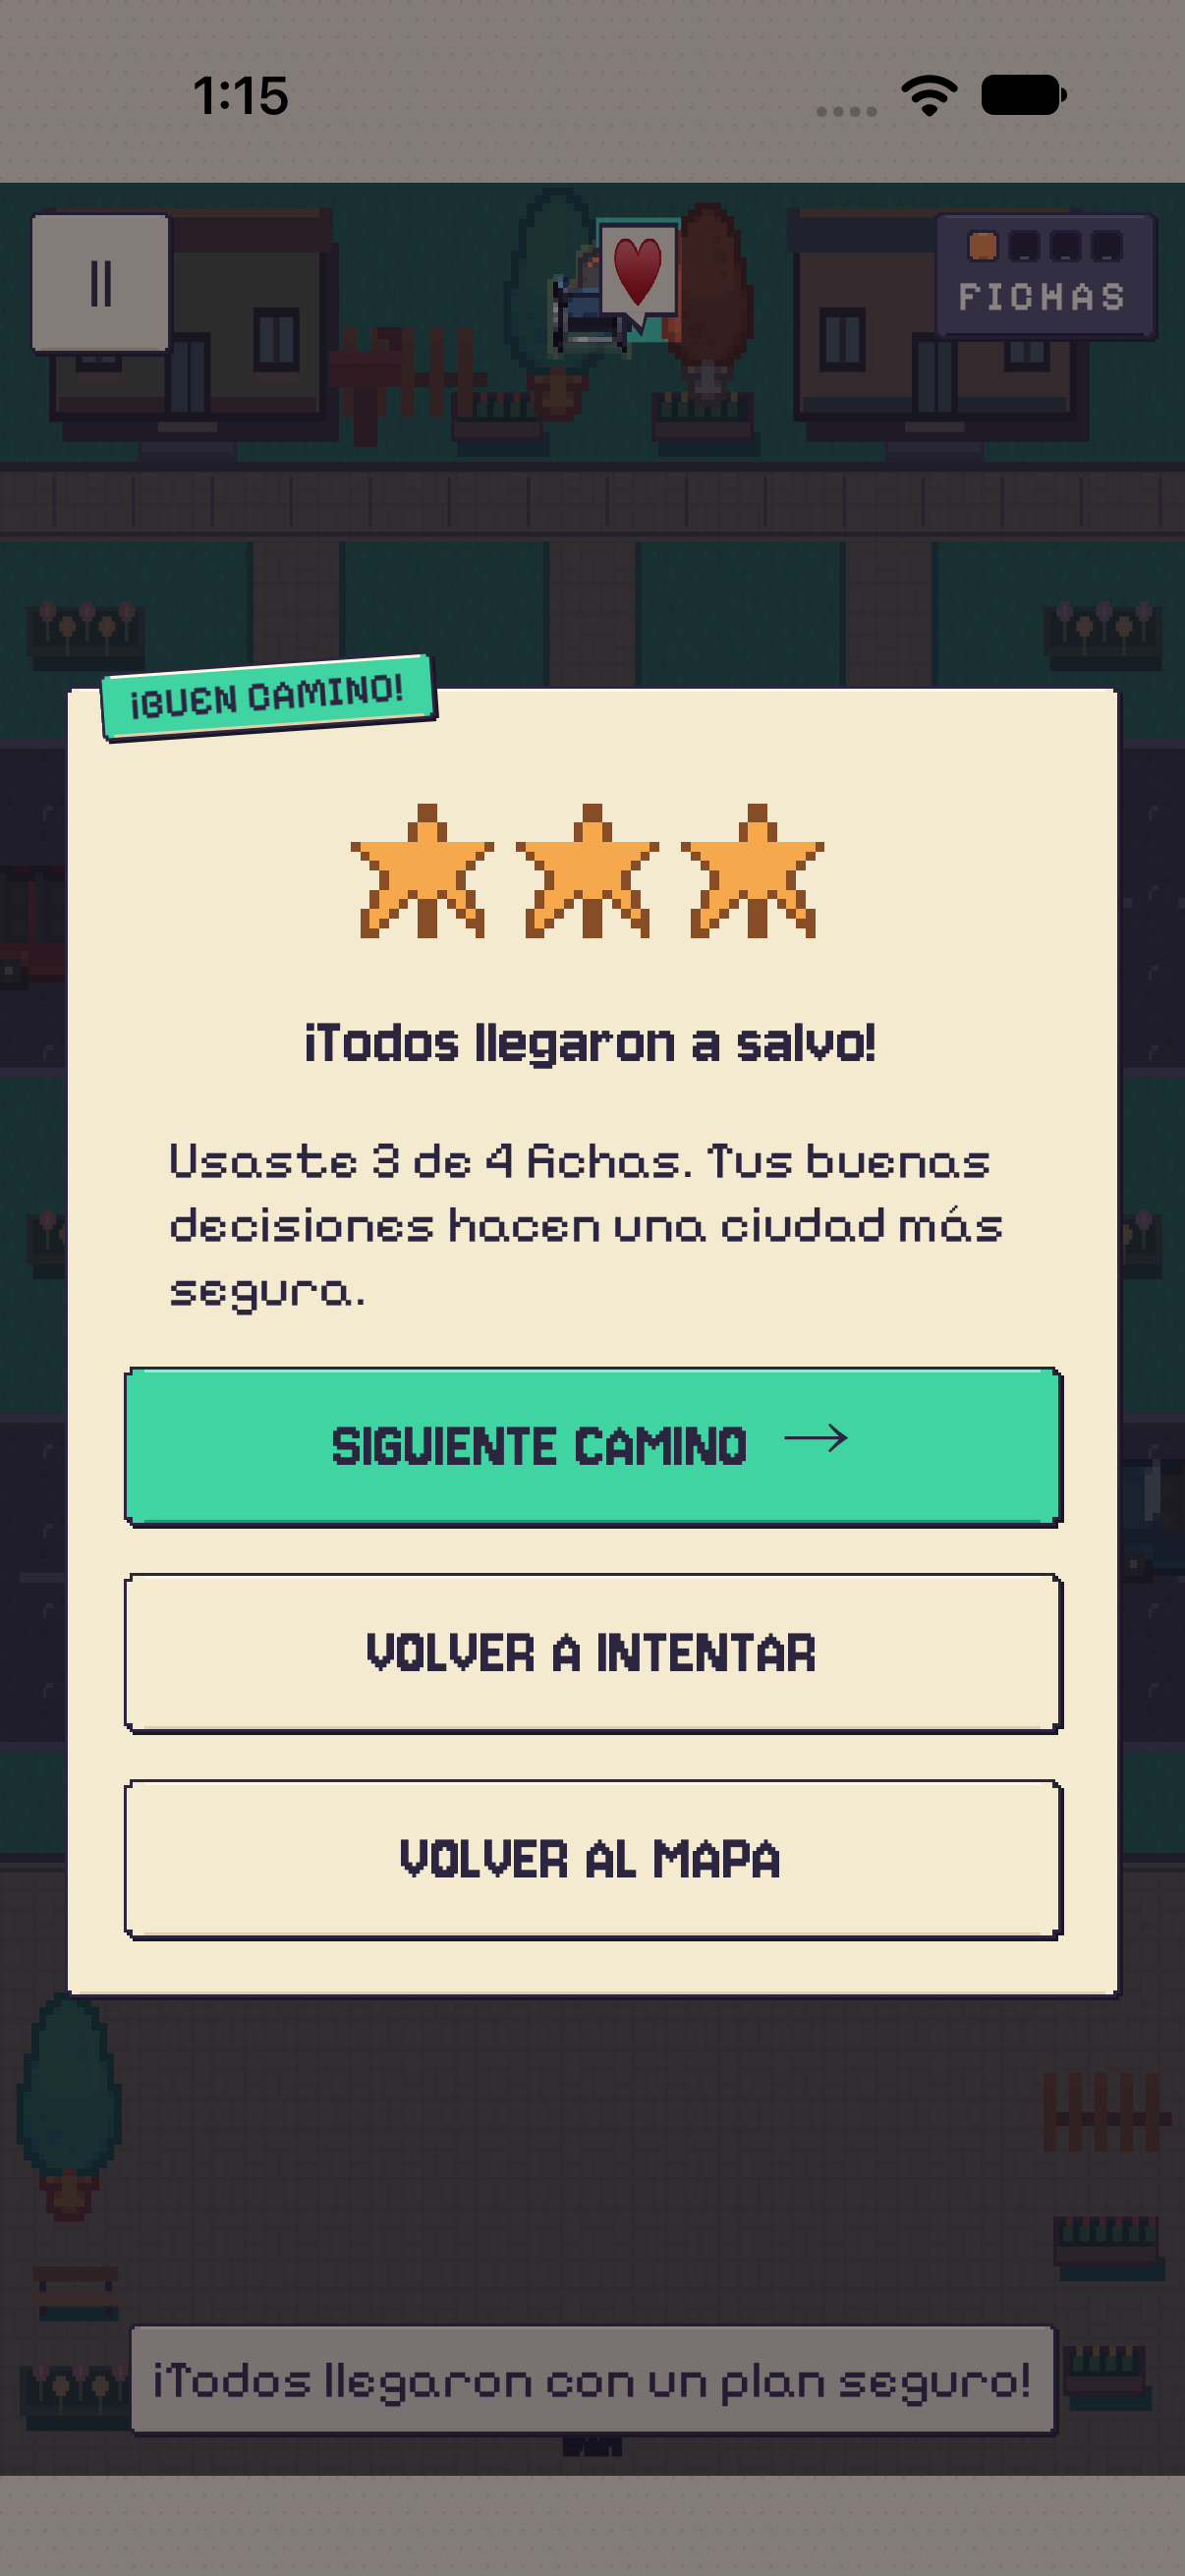 1:15
FICHAS
¡BUEN CAMINO!
¡Todos llegaron a salvo!
Usaste 3 de 4 fichas. Tus buenas
decisiones hacen una ciudad más
segura.
SIGUIENTE CAMINO →
VOLVER A INTENTAR
VOLVER AL MAPA
¡Todos llegaron con un plan seguro!